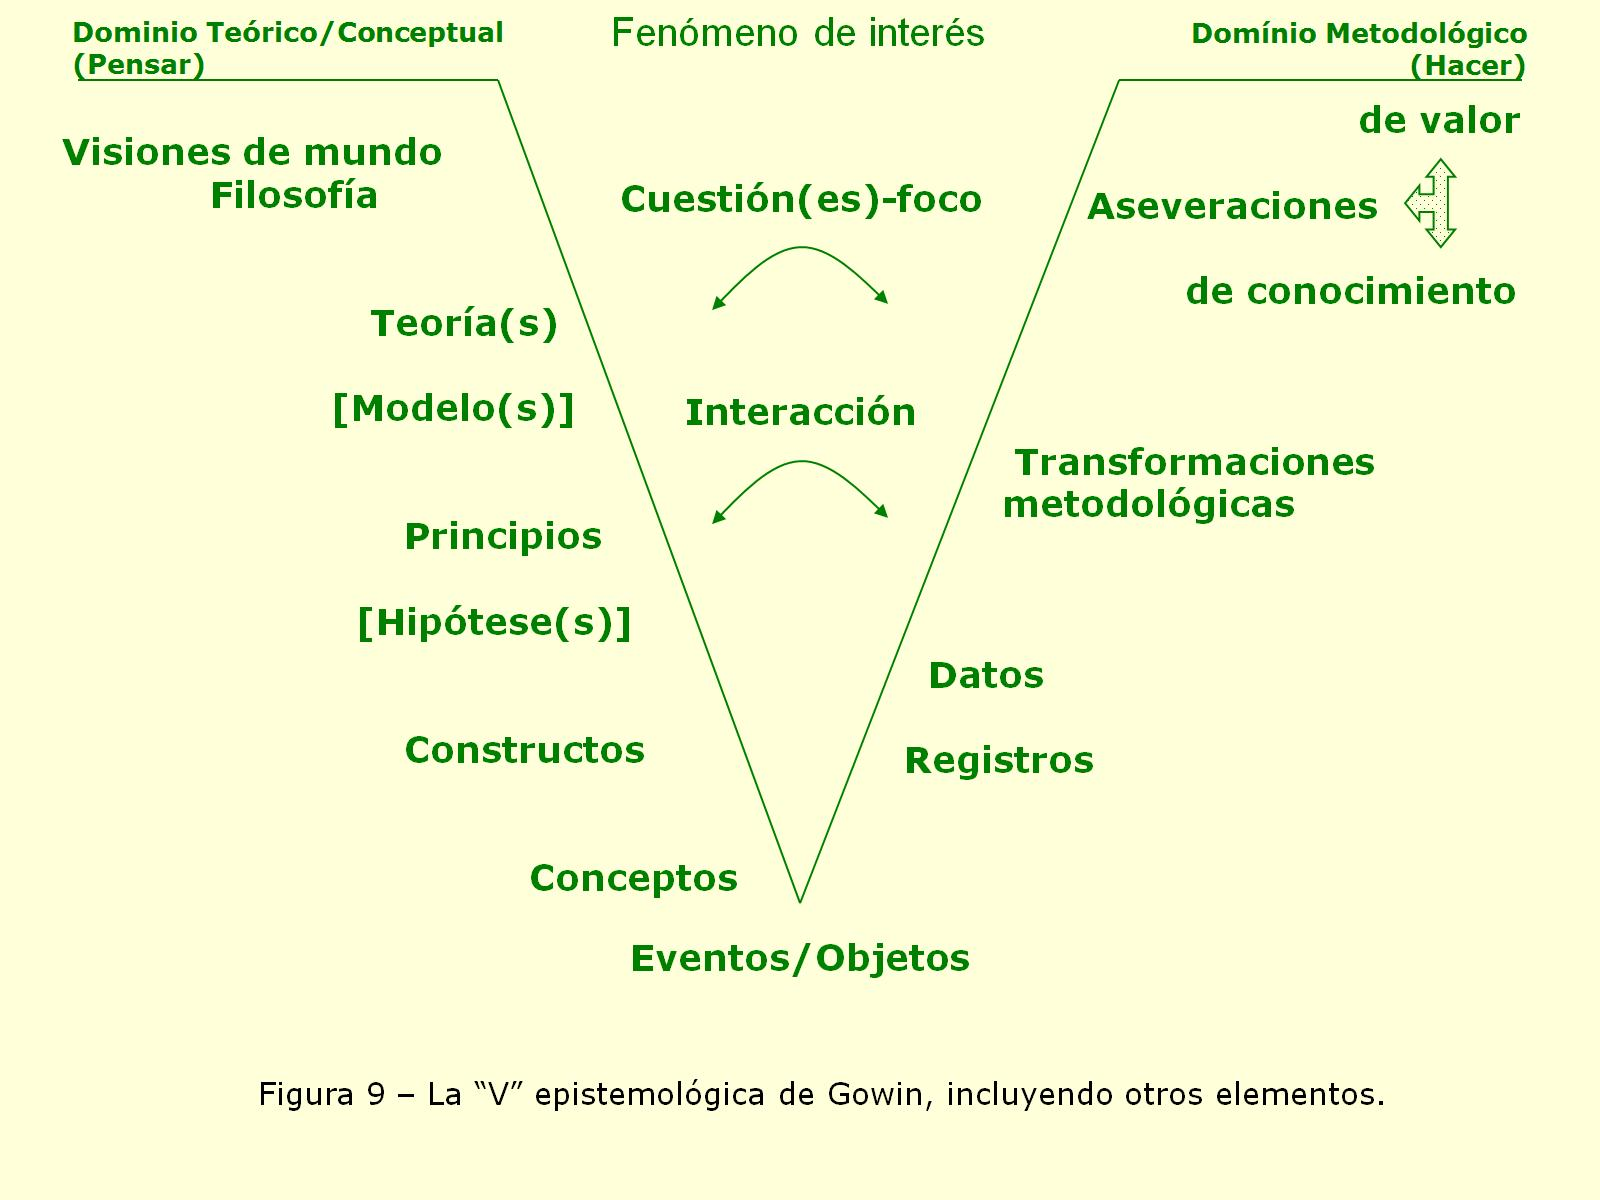 Dominio Teórico/Conceptual
(Pensar)
Fenómeno de interés
Domínio Metodológico
(Hacer)
Visiones de mundo
Filosofía
Cuestión(es)-foco
de valor
Aseveraciones
de conocimiento
Teoría(s)
[Modelo(s)]
Interacción
Transformaciones
metodológicas
Principios
[Hipótese(s)]
Datos
Constructos
Registros
Conceptos
Eventos/Objetos
Figura 9 – La “V” epistemológica de Gowin, incluyendo otros elementos.